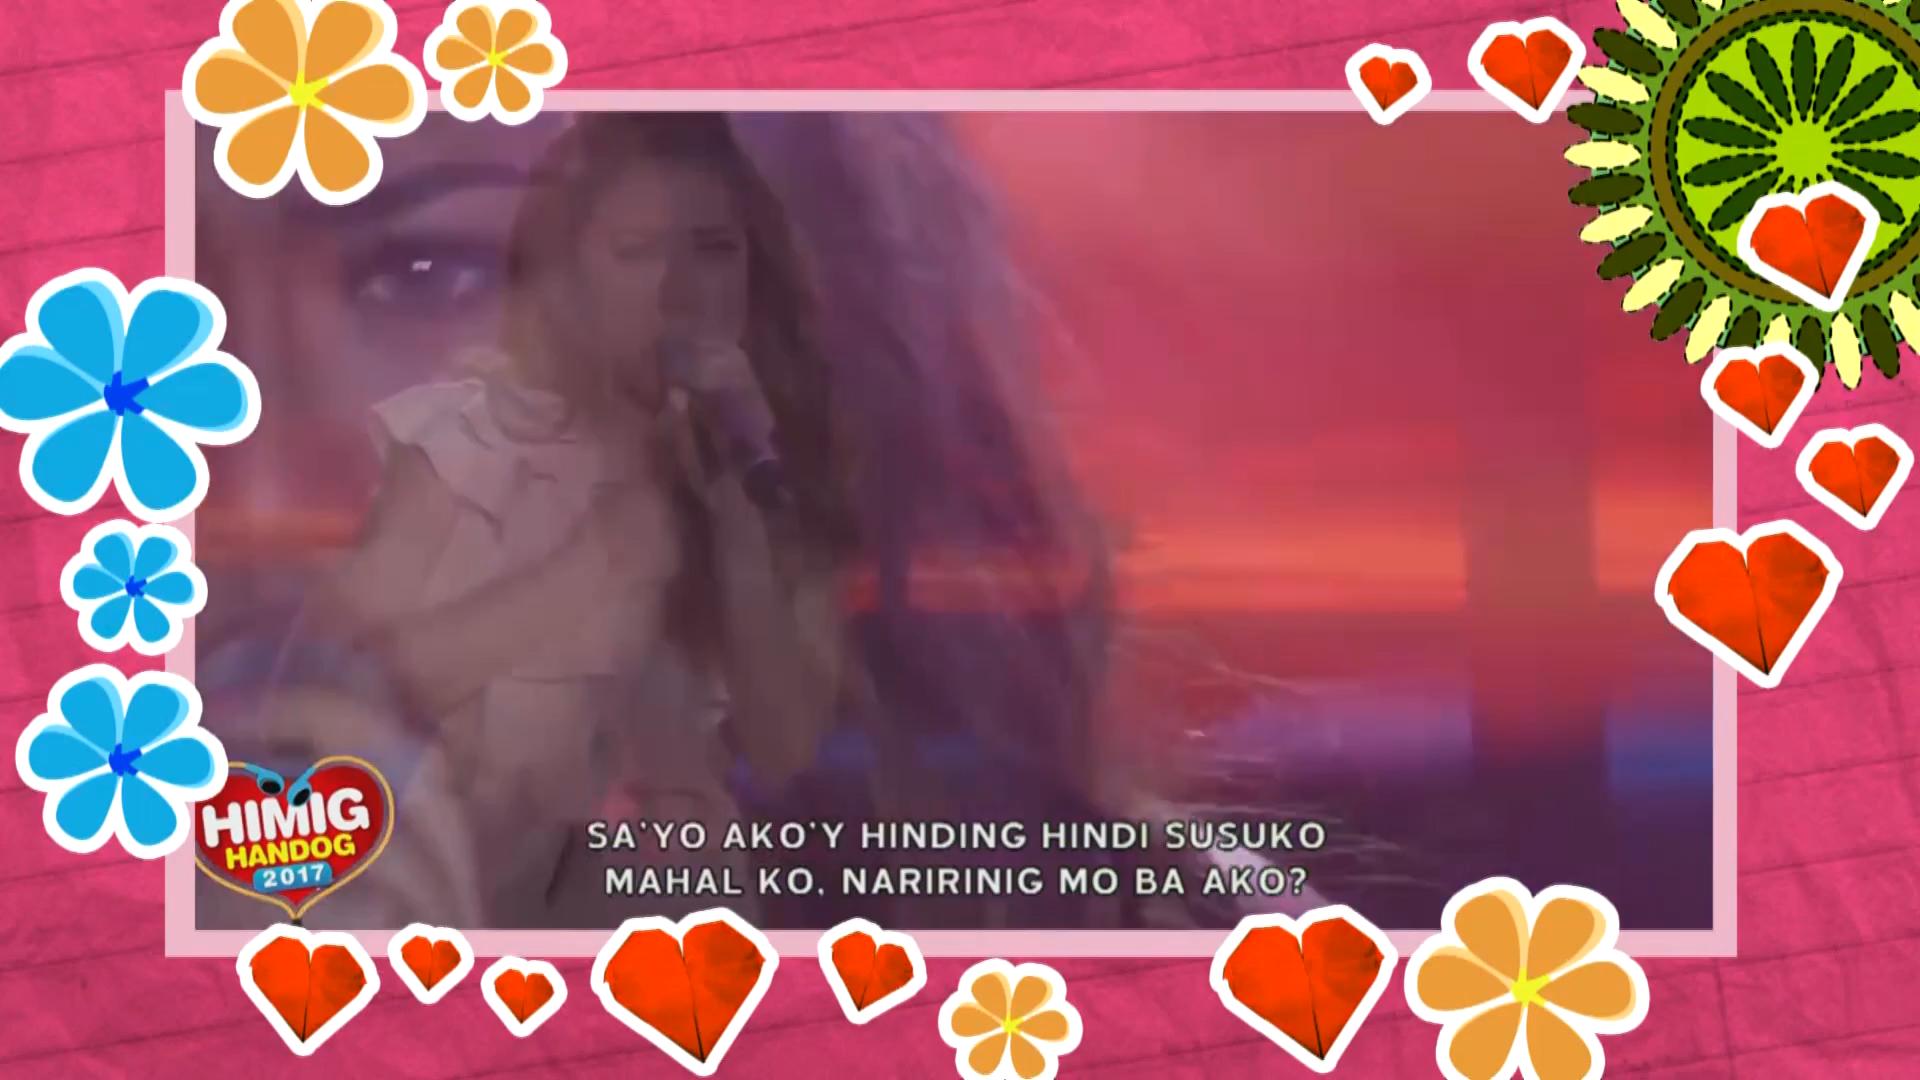 HIMIG
HANDOG
2017
SA'YO AKO'Y HINDING HINDI SUSUKO
MAHAL KO, NARIRINIG MO BA AKO?